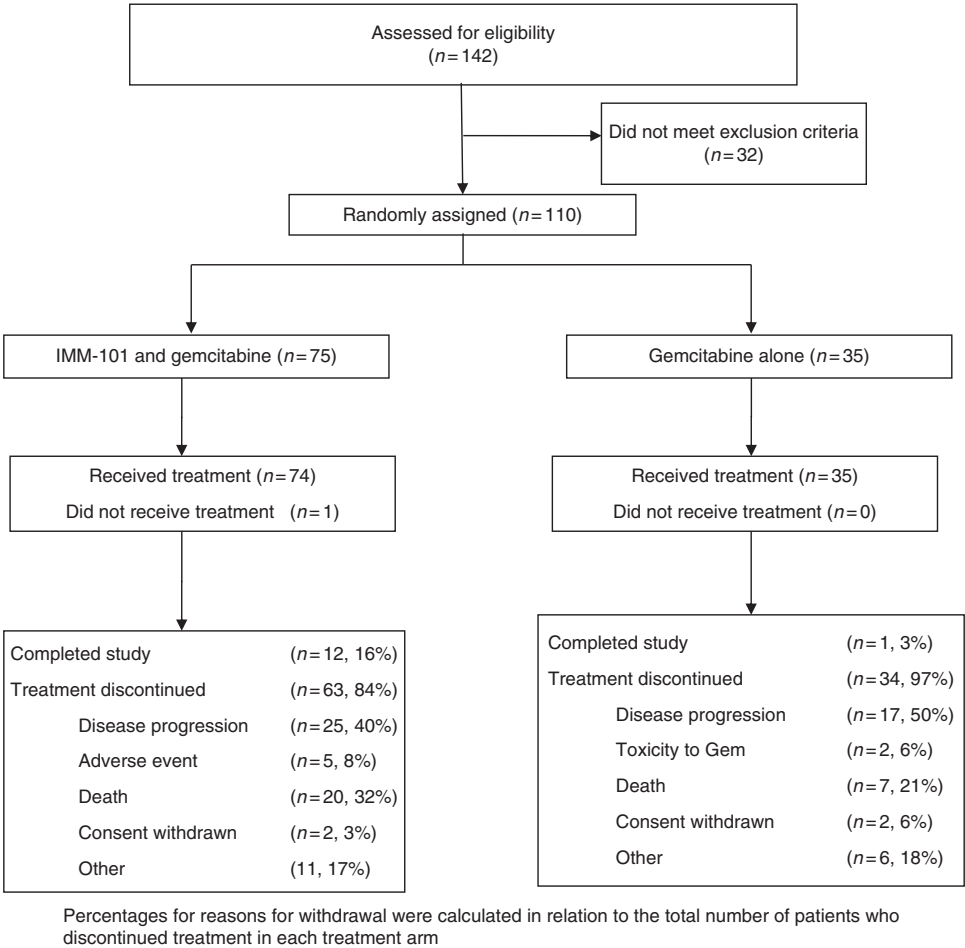 Assessed for eligibility
(n=142)
Did not meet exclusion criteria
(n=32)
Randomly assigned (n=110)
IMM-101 and gemcitabine (n=75)
Gemcitabine alone (n=35)
Received treatment (n=74)
Did not receive treatment (n=1)
Received treatment (n=35)
Did not receive treatment (n=0)
Completed study (n=12, 16%)
Treatment discontinued (n=63, 84%)
Disease progression (n=25, 40%)
Adverse event (n=5, 8%)
Death (n=20, 32%)
Consent withdrawn (n=2, 3%)
Other (11, 17%)
Completed study (n=1, 3%)
Treatment discontinued (n=34, 97%)
Disease progression (n=17, 50%)
Toxicity to Gem (n=2, 6%)
Death (n=7, 21%)
Consent withdrawn (n=2, 6%)
Other (n=6, 18%)
Percentages for reasons for withdrawal were calculated in relation to the total number of patients who
discontinued treatment in each treatment arm